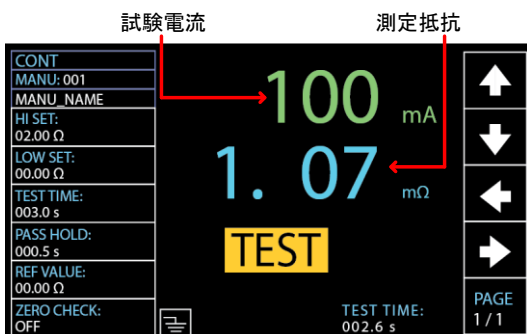 試験電流
測定抵抗
CONT
MANU: 001
MANU_NAME
HI SET:
02.00 Ω
LOW SET:
00.00 Ω
TEST TIME:
003.0 s
PASS HOLD:
000.5 s
REF VALUE:
00.00 Ω
ZERO CHECK:
OFF
100 mA
1. 07 mΩ
TEST
TEST TIME:
002.6 s
PAGE
1 / 1